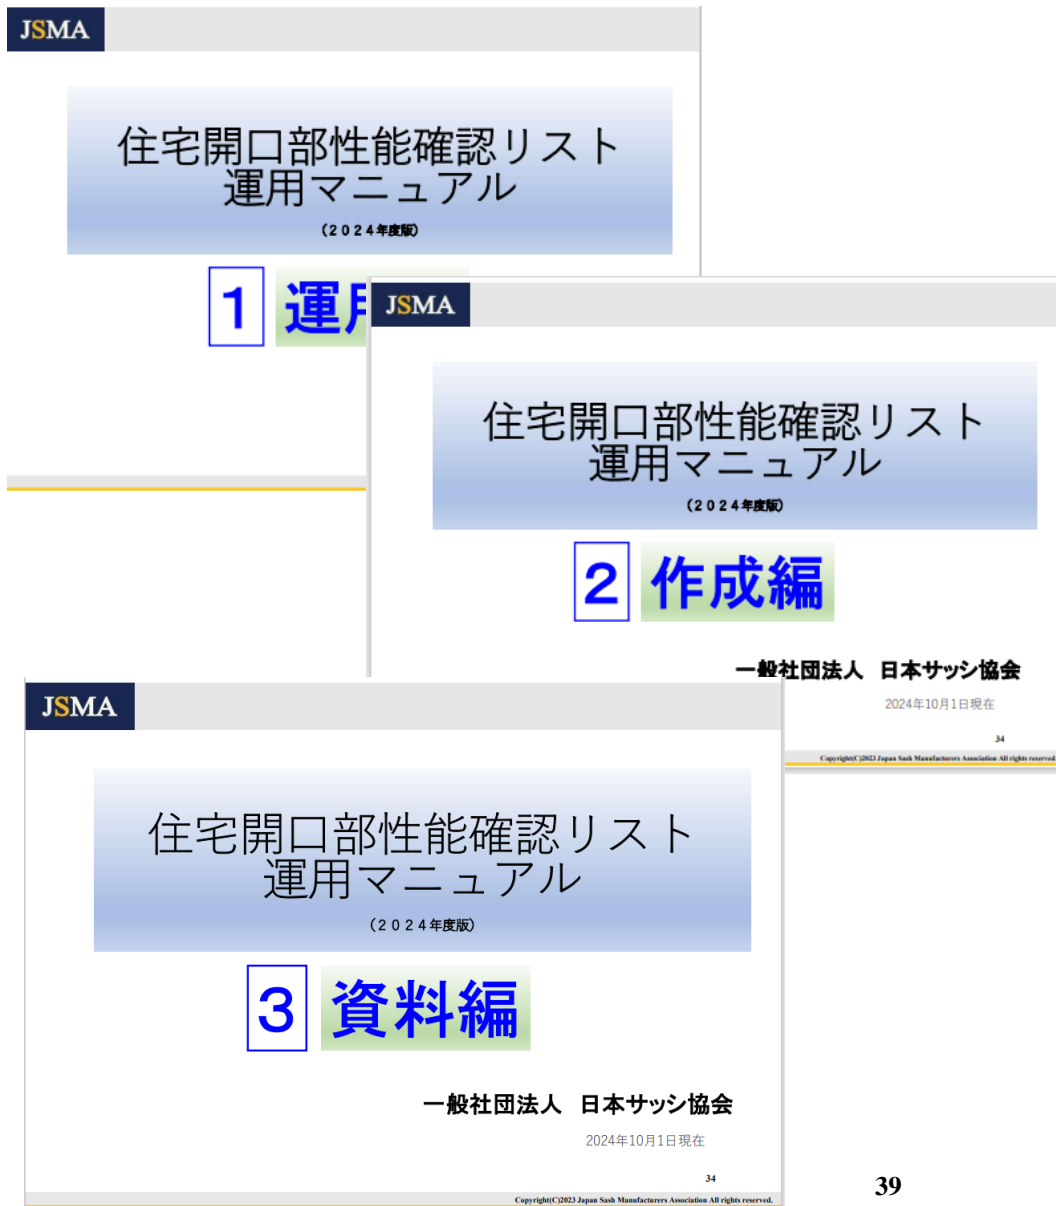 JSMA
住宅開口部性能確認リスト
運用マニュアル
（２０２４年度版）
1 運用
JSMA
住宅開口部性能確認リスト
運用マニュアル
（２０２４年度版）
2 作成編
一般社団法人　日本サッシ協会
2024年10月1日現在
34
Copyright(C)2023 Japan Sash Manufacturers Association All rights reserved.
JSMA
住宅開口部性能確認リスト
運用マニュアル
（２０２４年度版）
3 資料編
一般社団法人　日本サッシ協会
2024年10月1日現在
34
Copyright(C)2023 Japan Sash Manufacturers Association All rights reserved.
39